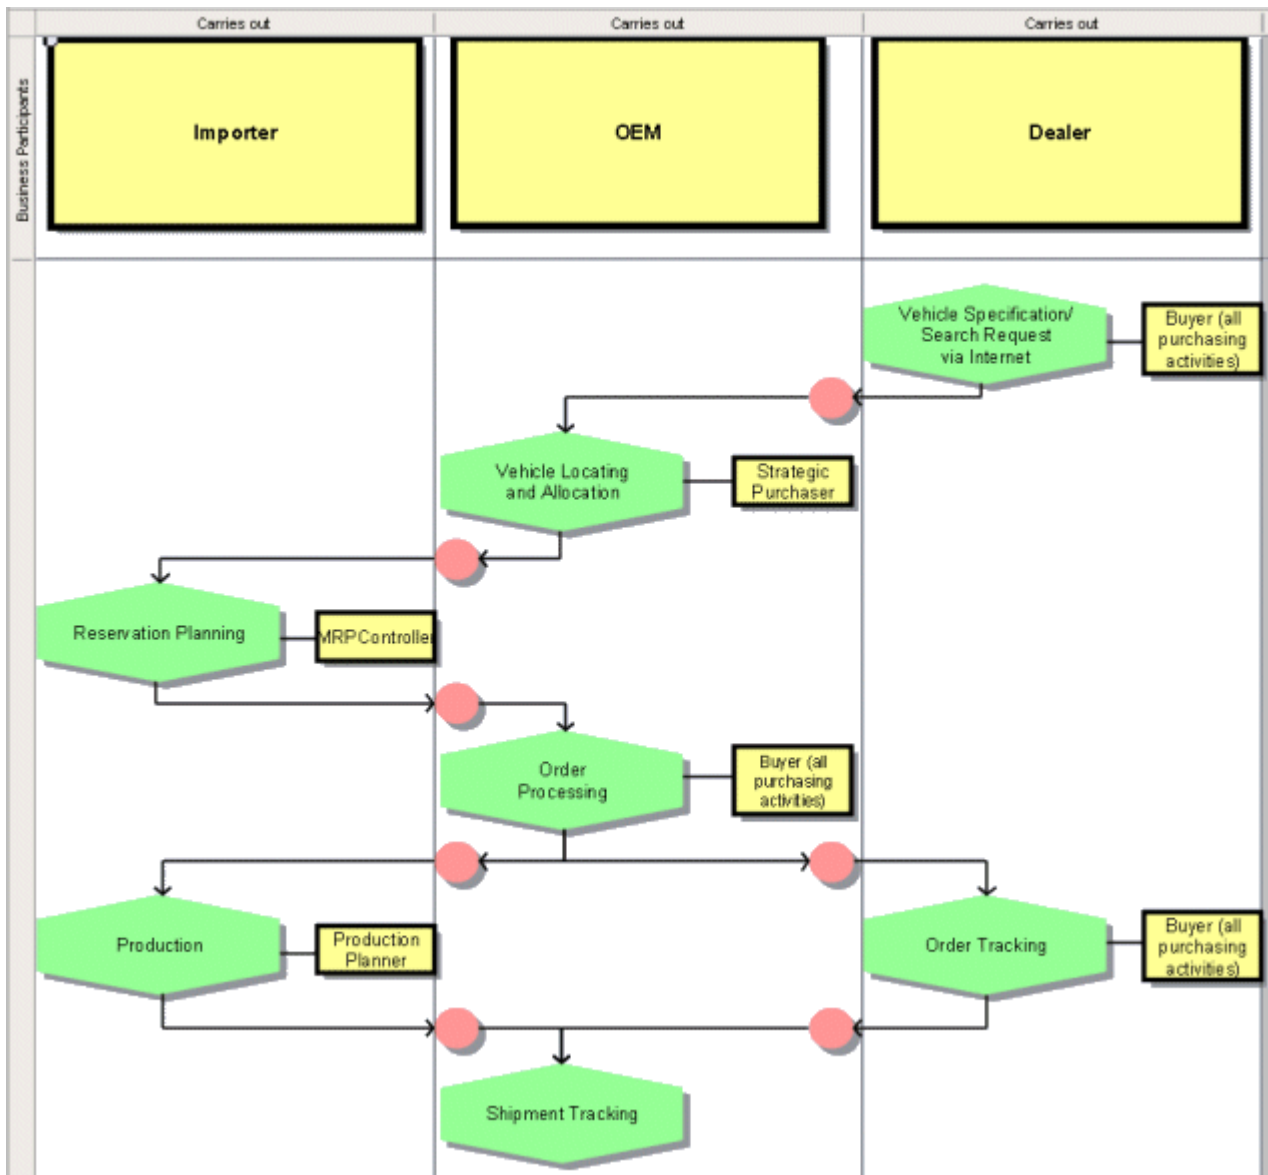 Carries out
Carries out
Carries out
Business Participants
Importer
OEM
Dealer
Vehicle Specification/
Search Request
via Internet
Buyer (all
purchasing
activities)
Vehicle Locating
and Allocation
Strategic
Purchaser
Reservation Planning
MRPController
Order
Processing
Buyer (all
purchasing
activities)
Production
Production
Planner
Order Tracking
Buyer (all
purchasing
activities)
Shipment Tracking